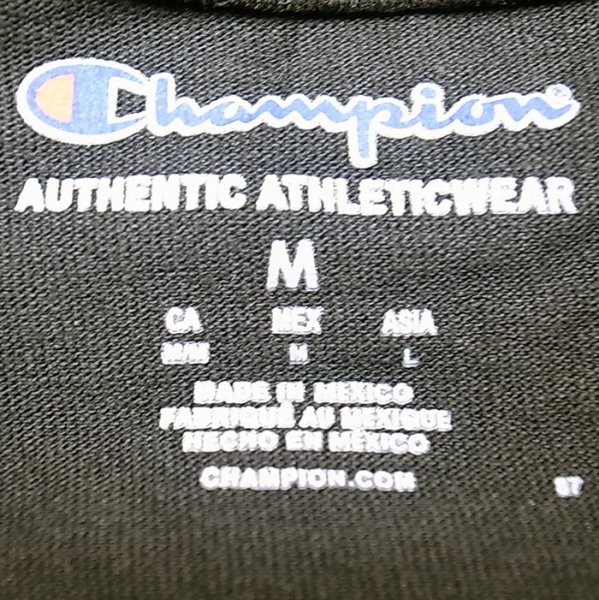 Champion
AUTHENTIC ATHLETICWEAR
M
CA MEX ASIA
M/M M L
MADE IN MEXICO
FABRIQUÉ AU MEXIQUE
HECHO EN MÉXICO
CHAMPION.COM